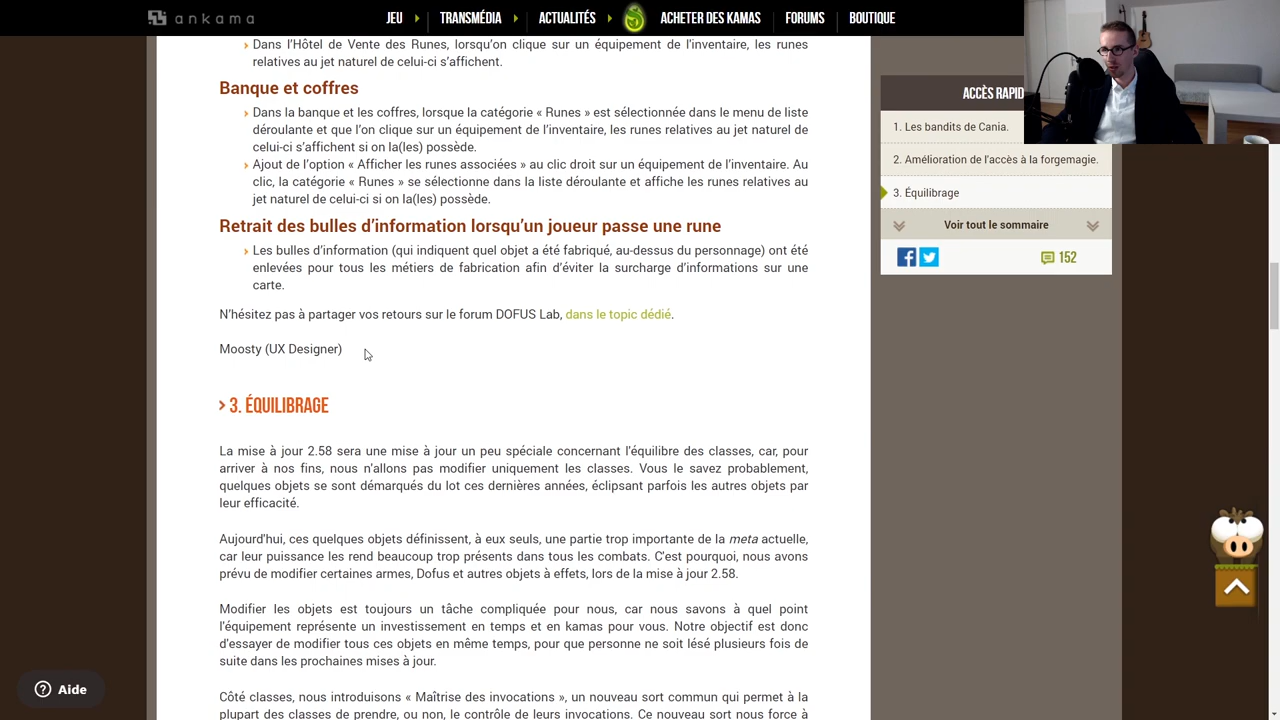 ankama
JEU
TRANSMÉDIA
ACTUALITÉS
ACHETER DES KAMAS
FORUMS
BOUTIQUE
Dans l'Hôtel de Vente des Runes, lorsqu'on clique sur un équipement de l'inventaire, les runes
relatives au jet naturel de celui-ci s'affichent.
Banque et coffres
Dans la banque et les coffres, lorsque la catégorie « Runes » est sélectionnée dans le menu de liste
déroulante et que l'on clique sur un équipement de l'inventaire, les runes relatives au jet naturel de
celui-ci s'affichent si on la(les) possède.
Ajout de l'option « Afficher les runes associées » au clic droit sur un équipement de l'inventaire. Au
clic, la catégorie « Runes » se sélectionne dans la liste déroulante et affiche les runes relatives au
jet naturel de celui-ci si on la(les) possède.
Retrait des bulles d'information lorsqu'un joueur passe une rune
Les bulles d'information (qui indiquent quel objet a été fabriqué, au-dessus du personnage) ont été
enlevées pour tous les métiers de fabrication afin d'éviter la surcharge d'informations sur une
carte.
N'hésitez pas à partager vos retours sur le forum DOFUS Lab, dans le topic dédié.
Moosty (UX Designer)
3. ÉQUILIBRAGE
La mise à jour 2.58 sera une mise à jour un peu spéciale concernant l'équilibre des classes, car, pour
arriver à nos fins, nous n'allons pas modifier uniquement les classes. Vous le savez probablement,
quelques objets se sont démarqués du lot ces dernières années, éclipsant parfois les autres objets par
leur efficacité.
Aujourd'hui, ces quelques objets définissent, à eux seuls, une partie trop importante de la meta actuelle,
car leur puissance les rend beaucoup trop présents dans tous les combats. C'est pourquoi, nous avons
prévu de modifier certaines armes, Dofus et autres objets à effets, lors de la mise à jour 2.58.
Modifier les objets est toujours un tâche compliquée pour nous, car nous savons à quel point
l'équipement représente un investissement en temps et en kamas pour vous. Notre objectif est donc
d'essayer de modifier tous ces objets en même temps, pour que personne ne soit lésé plusieurs fois de
suite dans les prochaines mises à jour.
Côté classes, nous introduisons « Maîtrise des invocations », un nouveau sort commun qui permet à la
plupart des classes de prendre, ou non, le contrôle de leurs invocations. Ce nouveau sort nous force à
ACCÈS RAPID
1. Les bandits de Cania.
2. Amélioration de l'accès à la forgemagie.
3. Équilibrage
Voir tout le sommaire
152
Aide